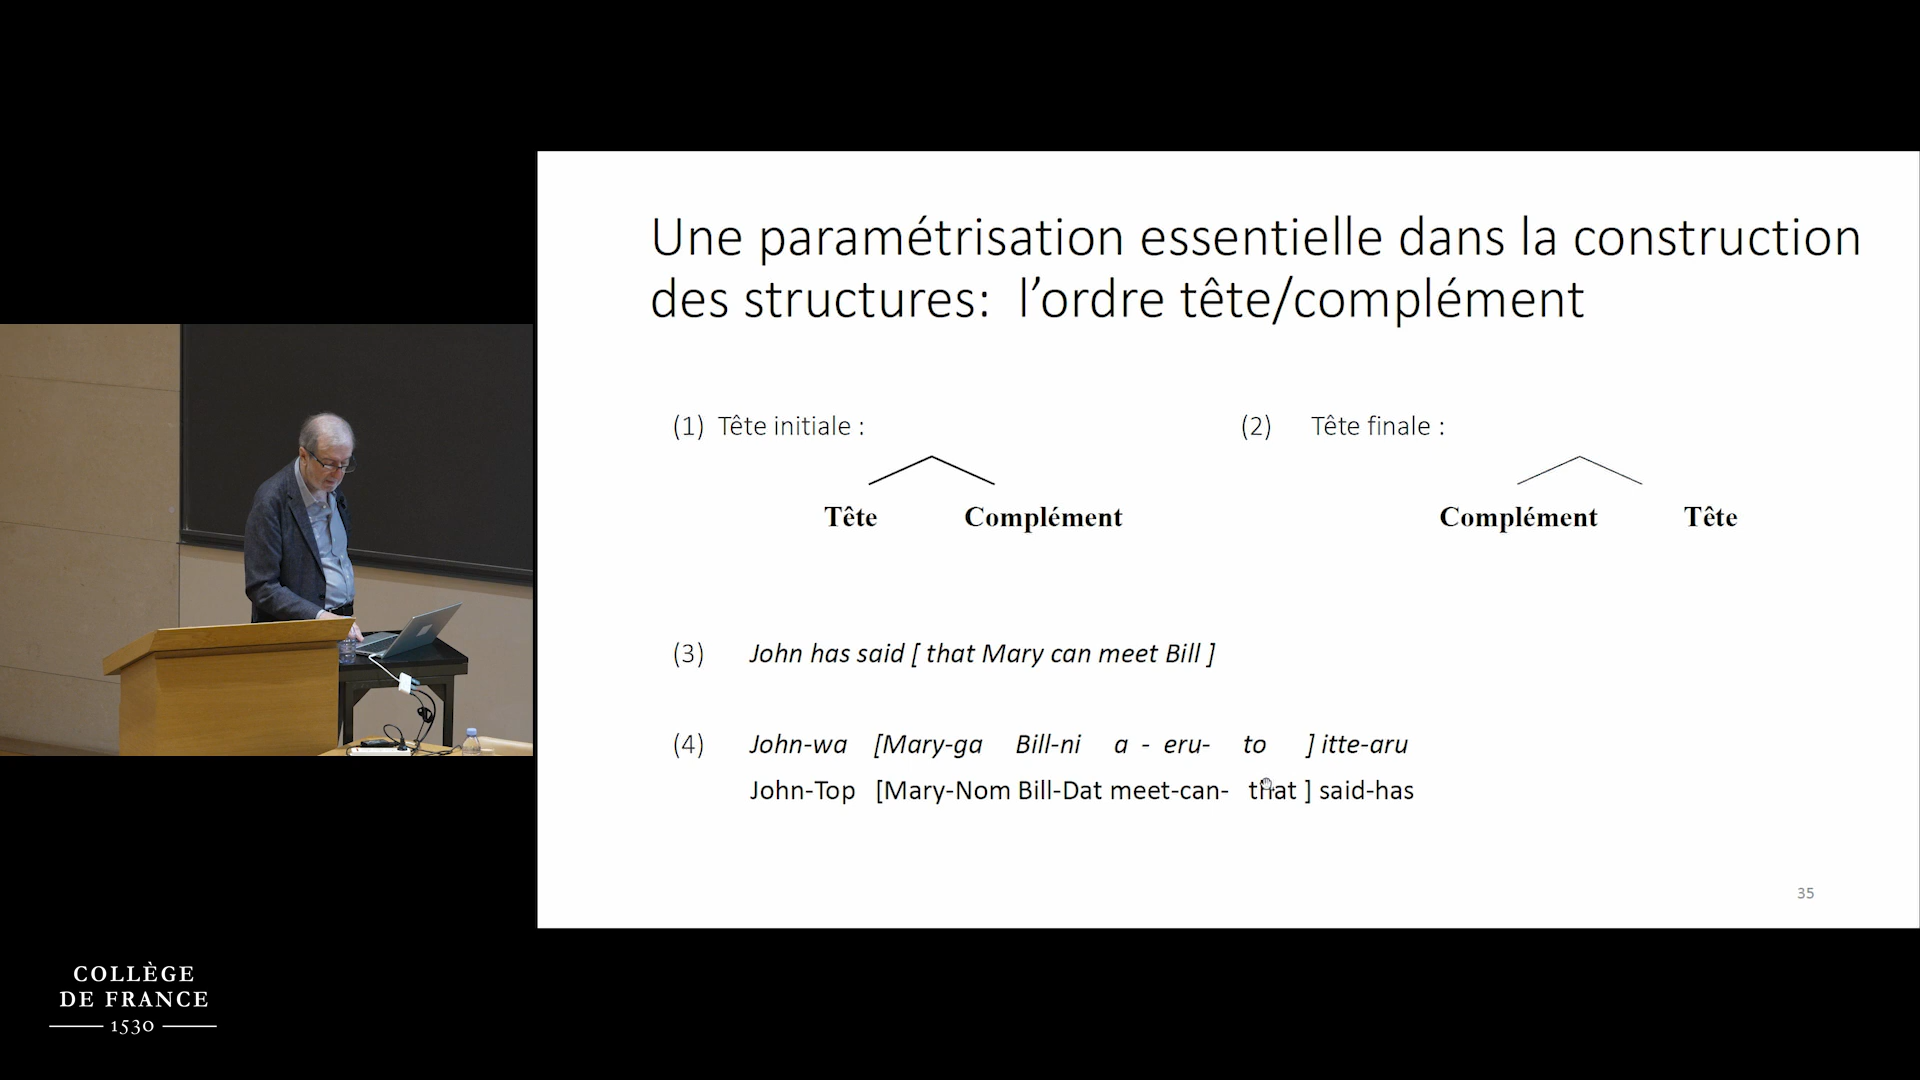 Une paramétrisation essentielle dans la construction
des structures: l’ordre tête/complément
(1) Tête initiale :
(2) Tête finale :
Tête Complément
Complément Tête
(3) John has said [ that Mary can meet Bill ]
(4) John-wa [Mary-ga Bill-ni a - eru- to ] itte-aru
John-Top [Mary-Nom Bill-Dat meet-can- that ] said-has
35
COLLÈGE
DE FRANCE
1530